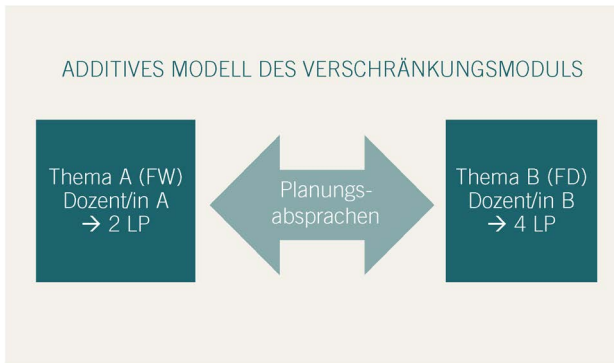 ADDITIVES MODELL DES VERSCHRÄNKUNGSMODULS
Thema A (FW)
Dozent/in A
→ 2 LP
Planungs-
absprachen
Thema B (FD)
Dozent/in B
→ 4 LP